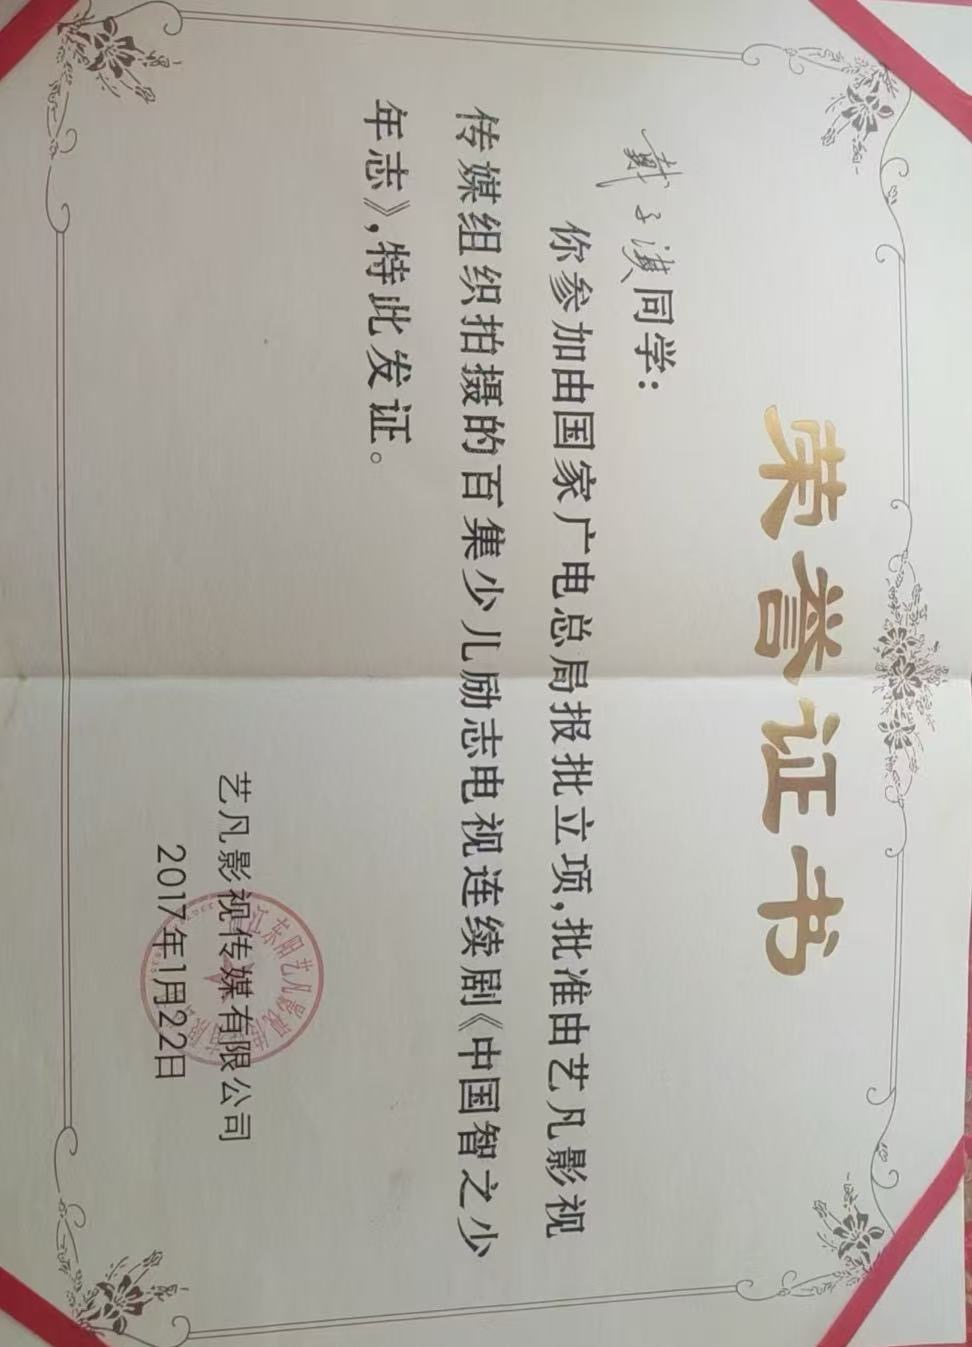 荣誉证书
戴子淇同学：
你参加由国家广电总局报批立项，批准由艺凡影视
传媒组织拍摄的百集少儿励志电视连续剧《中国智之少
年志》，特此发证。
艺凡影视传媒有限公司
2017年1月22日